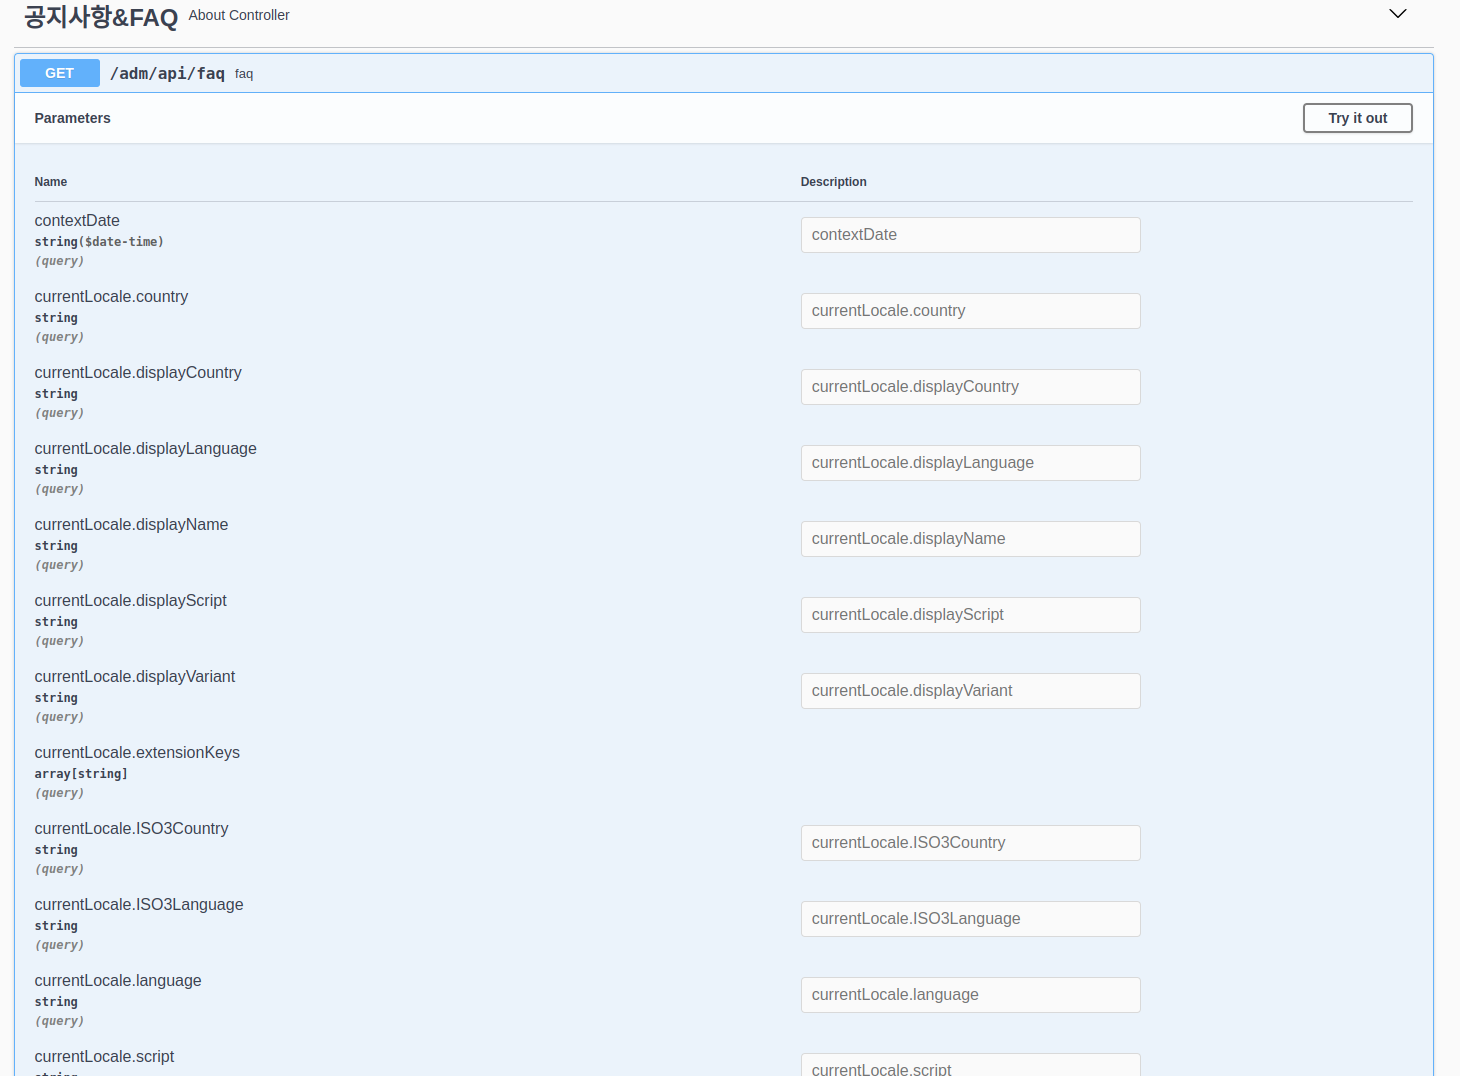 공지사항&FAQ About Controller
GET /adm/api/faq faq
Parameters Try it out
Name Description
contextDate
string($date-time)
(query)
contextDate
currentLocale.country
string
(query)
currentLocale.country
currentLocale.displayCountry
string
(query)
currentLocale.displayCountry
currentLocale.displayLanguage
string
(query)
currentLocale.displayLanguage
currentLocale.displayName
string
(query)
currentLocale.displayName
currentLocale.displayScript
string
(query)
currentLocale.displayScript
currentLocale.displayVariant
string
(query)
currentLocale.displayVariant
currentLocale.extensionKeys
array[string]
(query)
currentLocale.ISO3Country
string
(query)
currentLocale.ISO3Country
currentLocale.ISO3Language
string
(query)
currentLocale.ISO3Language
currentLocale.language
string
(query)
currentLocale.language
currentLocale.script
currentLocale.script